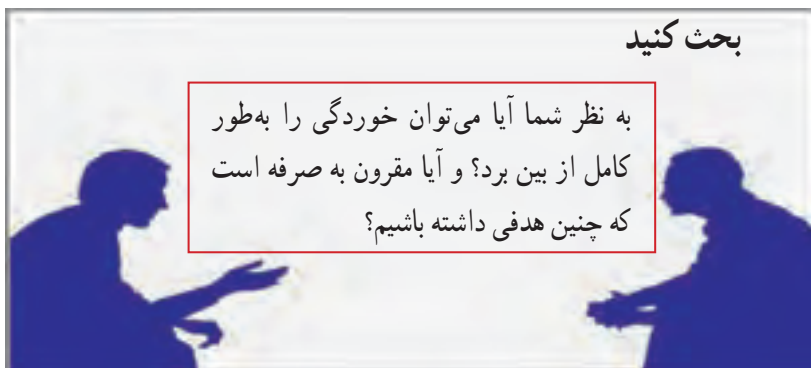 بحث کنید
به نظر شما آیا می‌توان خوردگی را به‌طور
کامل از بین برد؟ و آیا مقرون به صرفه است
که چنین هدفی داشته باشیم؟